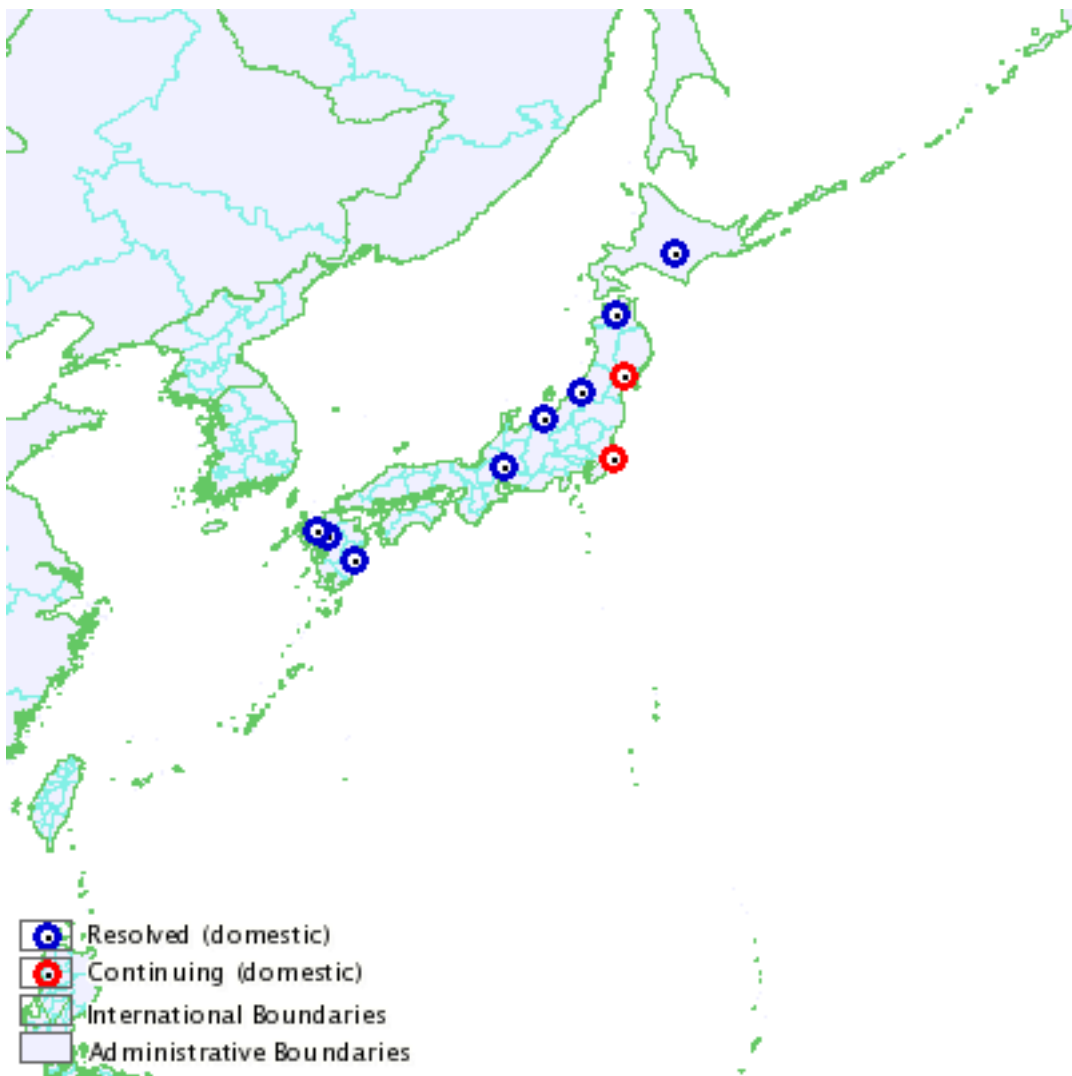 Resolved (domestic)
Continuing (domestic)
International Boundaries
Administrative Boundaries